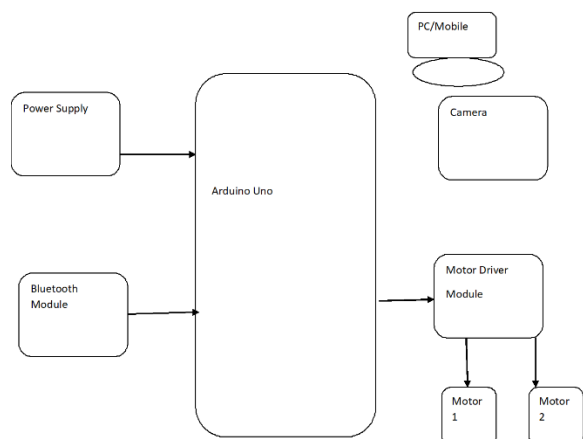 PC/Mobile
Power Supply
Camera
Arduino Uno
Bluetooth
Module
Motor Driver
Module
Motor
1
Motor
2